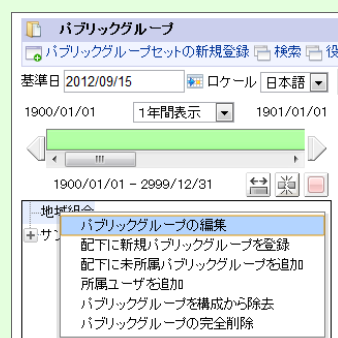 パブリックグループ
パブリックグループセットの新規登録 検索 役
基準日 2012/09/15 ロケール 日本語
1900/01/01 1年間表示 1901/01/01
1900/01/01 - 2999/12/31
地域組合
サン
パブリックグループの編集
配下に新規パブリックグループを登録
配下に未所属パブリックグループを追加
所属ユーザを追加
パブリックグループを構成から除去
パブリックグループの完全削除